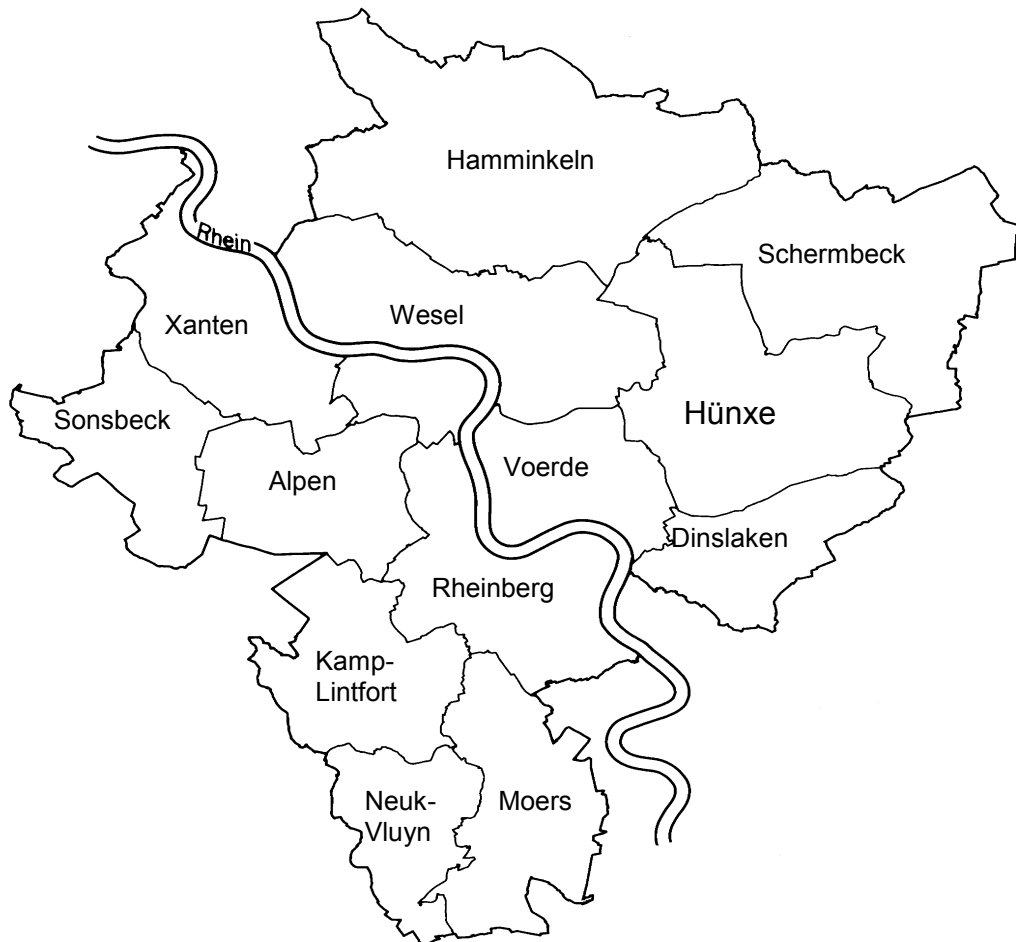 Hamminkeln
Rhein
Schermbeck
Xanten
Wesel
Sonsbeck
Hünxe
Alpen
Voerde
Dinslaken
Rheinberg
Kamp-
Lintfort
Neuk-
Vluyn
Moers